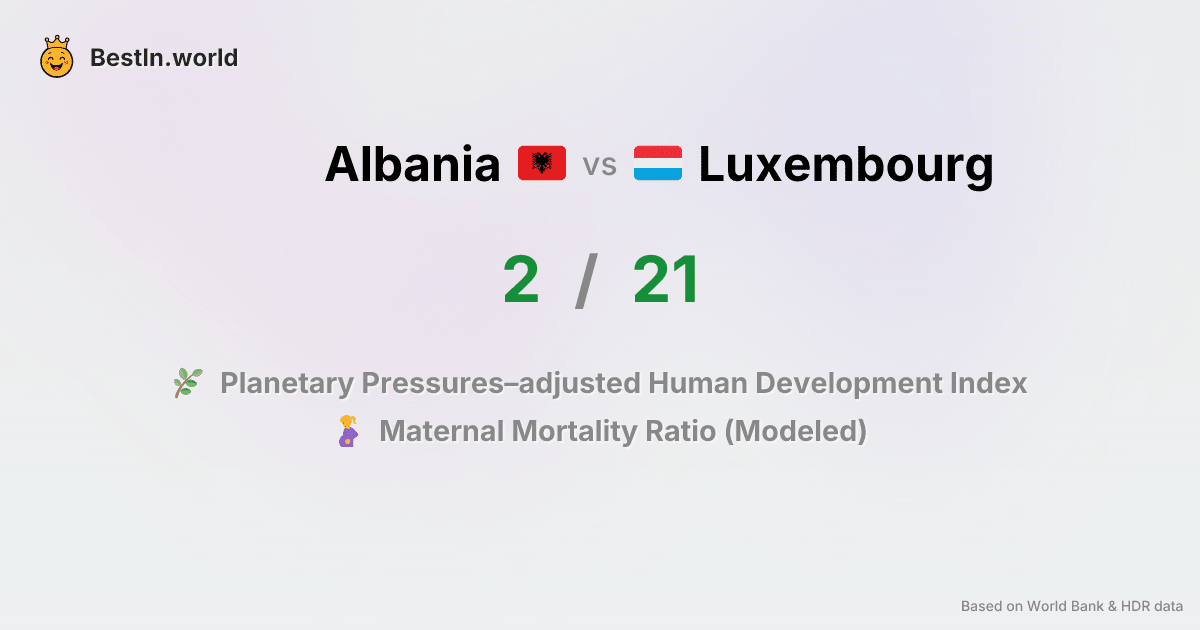 BestIn.world
Albania vs Luxembourg
2 / 21
Planetary Pressures–adjusted Human Development Index
Maternal Mortality Ratio (Modeled)
Based on World Bank & HDR data